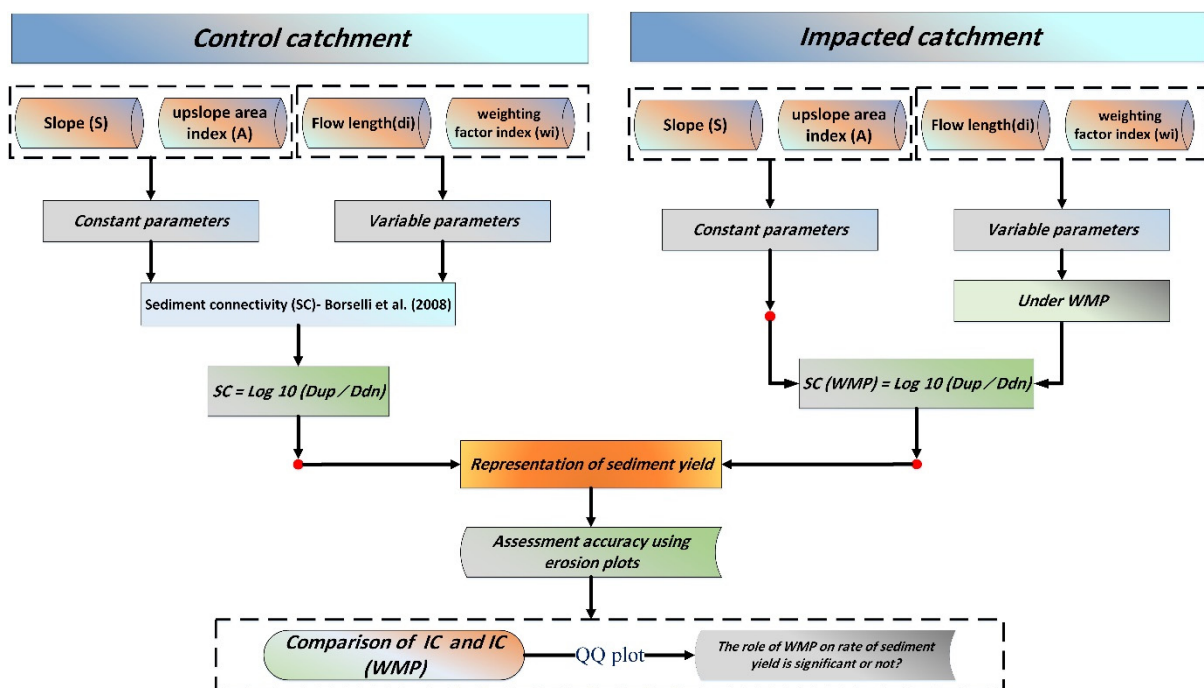 Control catchment
Impacted catchment
Slope (S)
upslope area
index (A)
Flow length(di)
weighting
factor index (wi)
Slope (S)
upslope area
index (A)
Flow length(di)
weighting
factor index (wi)
Constant parameters
Variable parameters
Constant parameters
Variable parameters
Sediment connectivity (SC)- Borselli et al. (2008)
Under WMP
SC = Log 10 (Dup/Ddn)
SC (WMP) = Log 10 (Dup/Ddn)
Representation of sediment yield
Assessment accuracy using
erosion plots
Comparison of IC and IC
(WMP)
QQ plot
The role of WMP on rate of sediment
yield is significant or not?